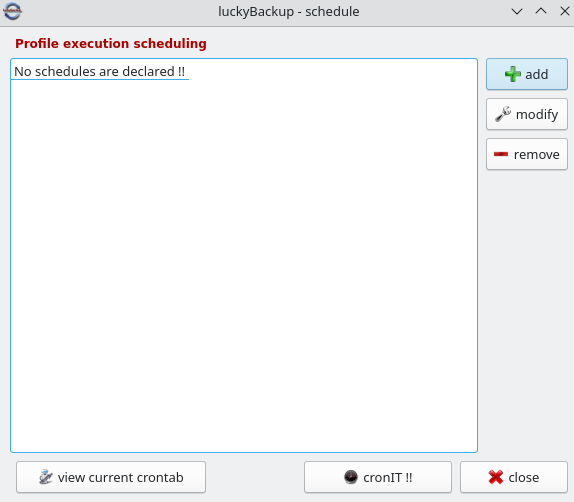 luckyBackup - schedule
Profile execution scheduling
No schedules are declared !!
add
modify
remove
view current crontab
cronIT !!
close